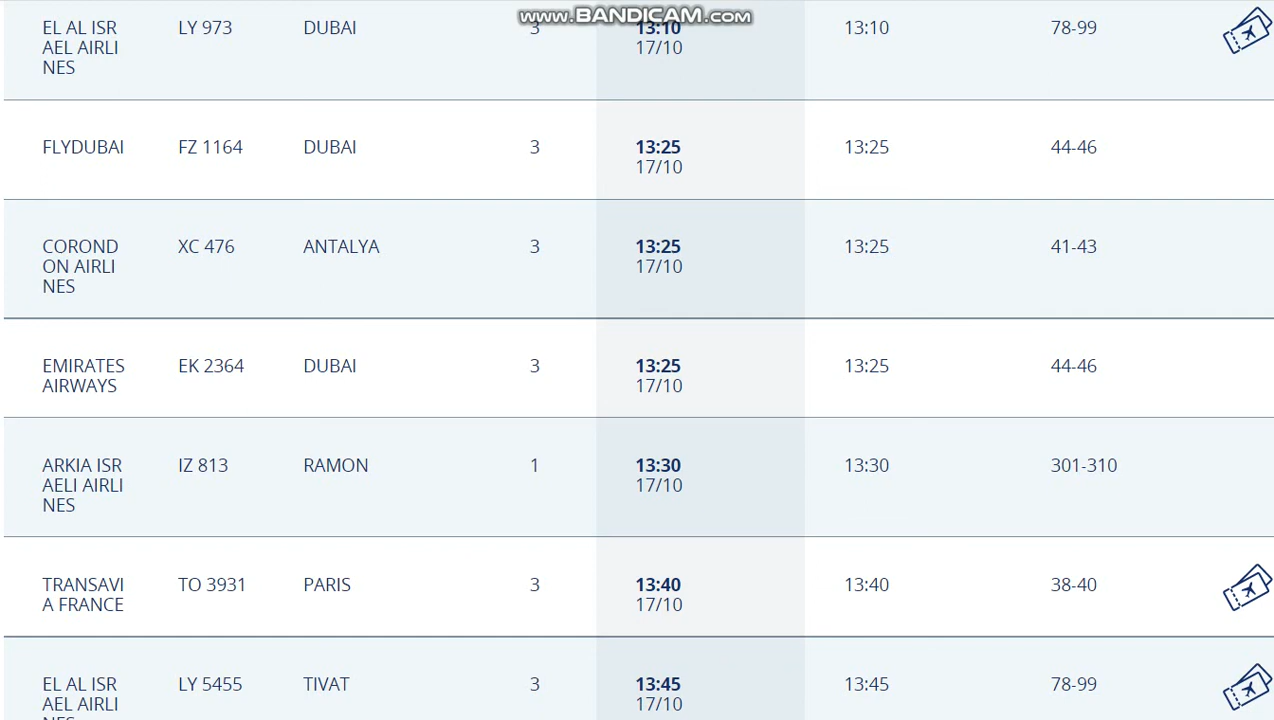 www.BANDICAM.com
EL AL ISR
AEL AIRLI
NES
LY 973
DUBAI
3
13:10
17/10
13:10
78-99
FLYDUBAI
FZ 1164
DUBAI
3
13:25
17/10
13:25
44-46
COROND
ON AIRLI
NES
XC 476
ANTALYA
3
13:25
17/10
13:25
41-43
EMIRATES
AIRWAYS
EK 2364
DUBAI
3
13:25
17/10
13:25
44-46
ARKIA ISR
AELI AIRLI
NES
IZ 813
RAMON
1
13:30
17/10
13:30
301-310
TRANSAVI
A FRANCE
TO 3931
PARIS
3
13:40
17/10
13:40
38-40
EL AL ISR
AEL AIRLI
NES
LY 5455
TIVAT
3
13:45
17/10
13:45
78-99